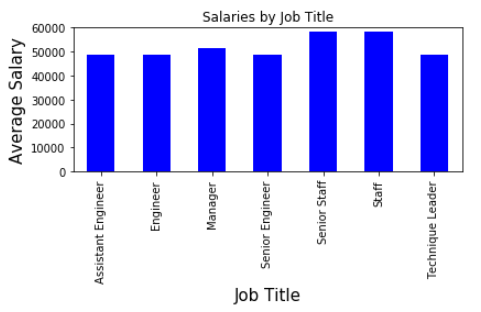 Salaries by Job Title
Average Salary
60000
50000
40000
30000
20000
10000
0
Assistant Engineer
Engineer
Manager
Senior Engineer
Senior Staff
Staff
Technique Leader
Job Title